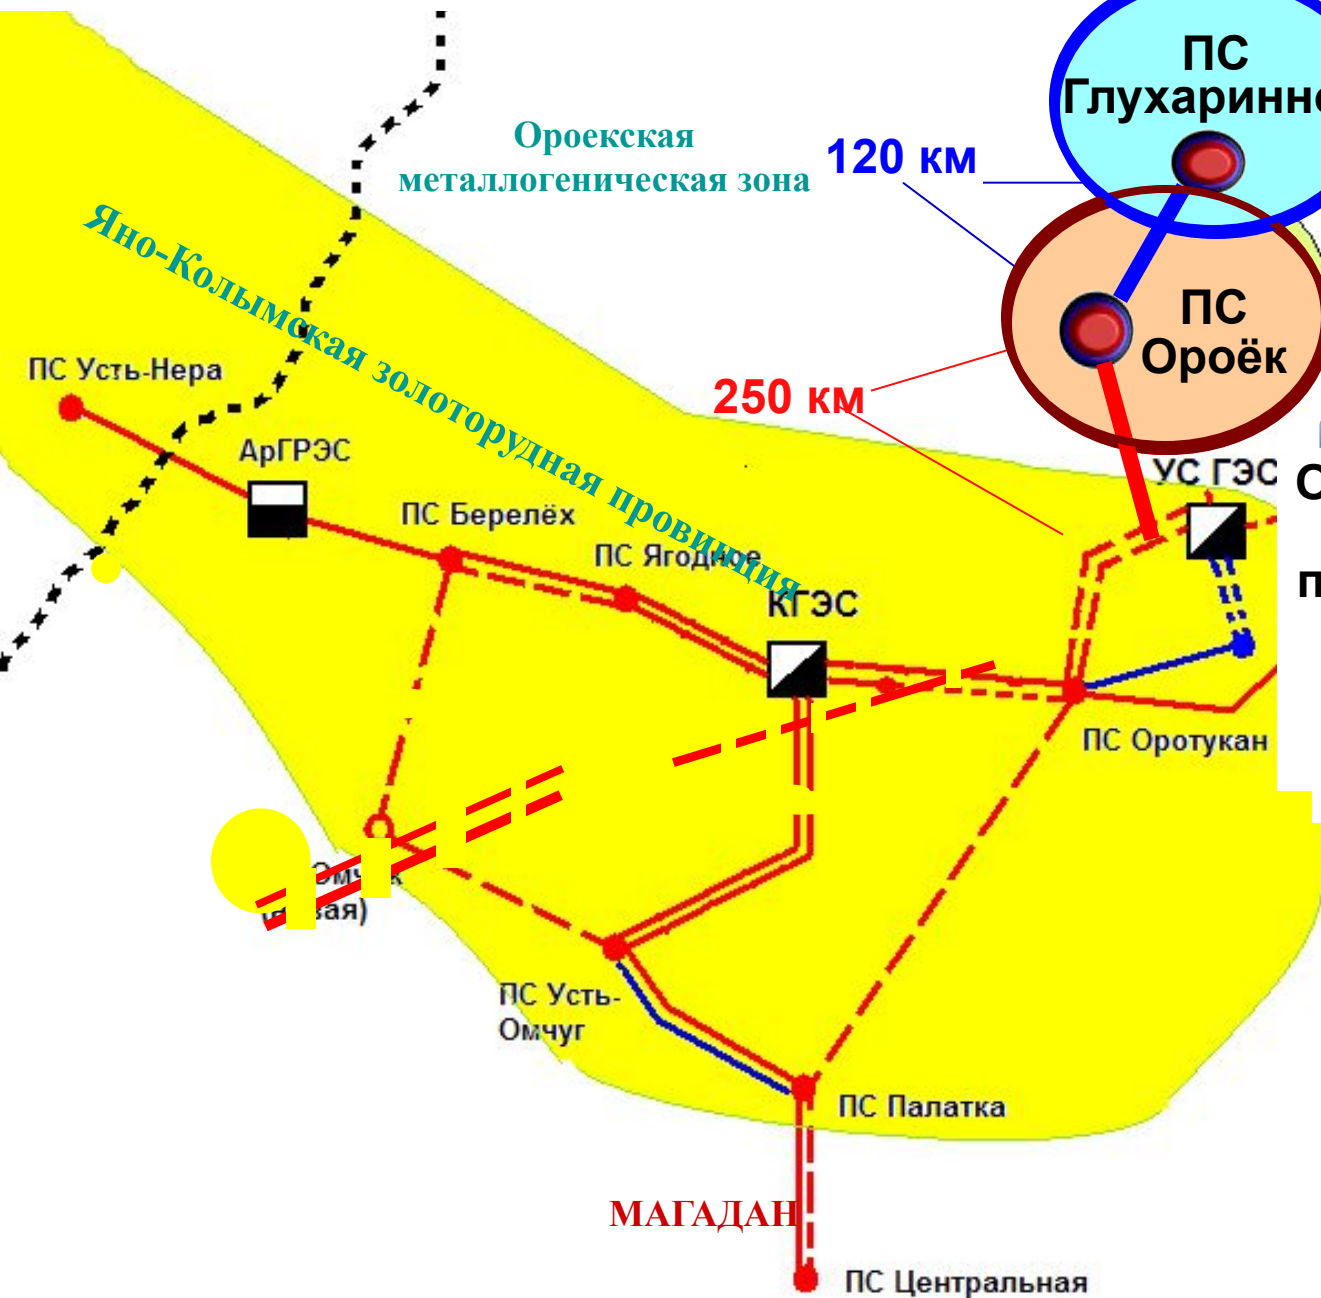 ПС
Ороекская
металлогеническая зона
120 км
Яно-Колымская золоторудная провинция
ПС
Ороёк
ПС Усть-Нера
250 км
АрГРЭС
УС ГЭС
ПС Берелёх
ПС Ягодное
КГЭС
ПС Оротукан
ПС Усть-
Омчуг
ПС Палатка
МАГАДАН
ПС Центральная